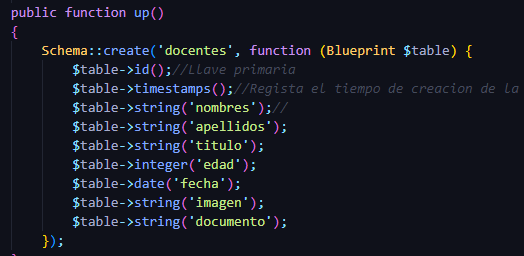 public function up()
{
Schema::create('docentes', function (Blueprint $table) {
$table->id();//Llave primaria
$table->timestamps();//Regista el tiempo de creacion de la
$table->string('nombres');//
$table->string('apellidos');
$table->string('titulo');
$table->integer('edad');
$table->date('fecha');
$table->string('imagen');
$table->string('documento');
});
}